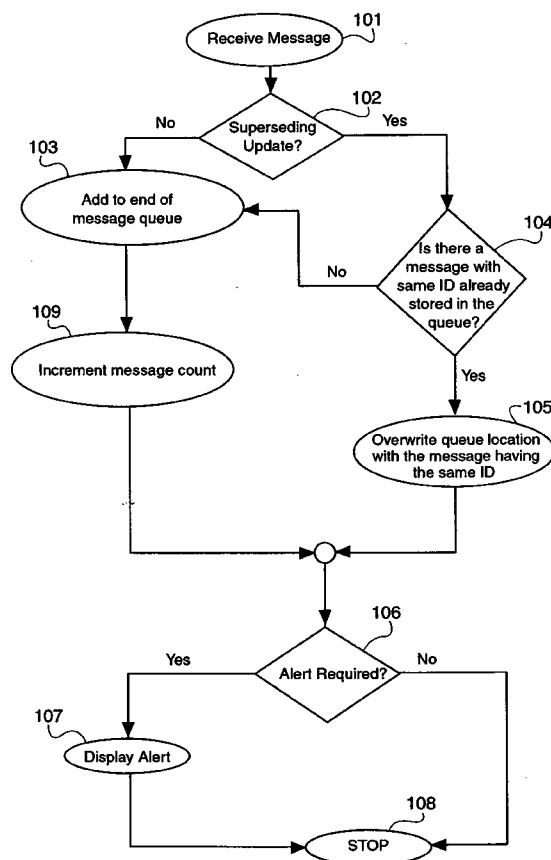 101
Receive Message
102
No
Superseding
Update?
Yes
103
Add to end of
message queue
104
Is there a
message with
same ID already
stored in the
queue?
No
109
Increment message count
Yes
105
Overwrite queue location
with the message having
the same ID
106
Yes
Alert Required?
No
107
Display Alert
108
STOP